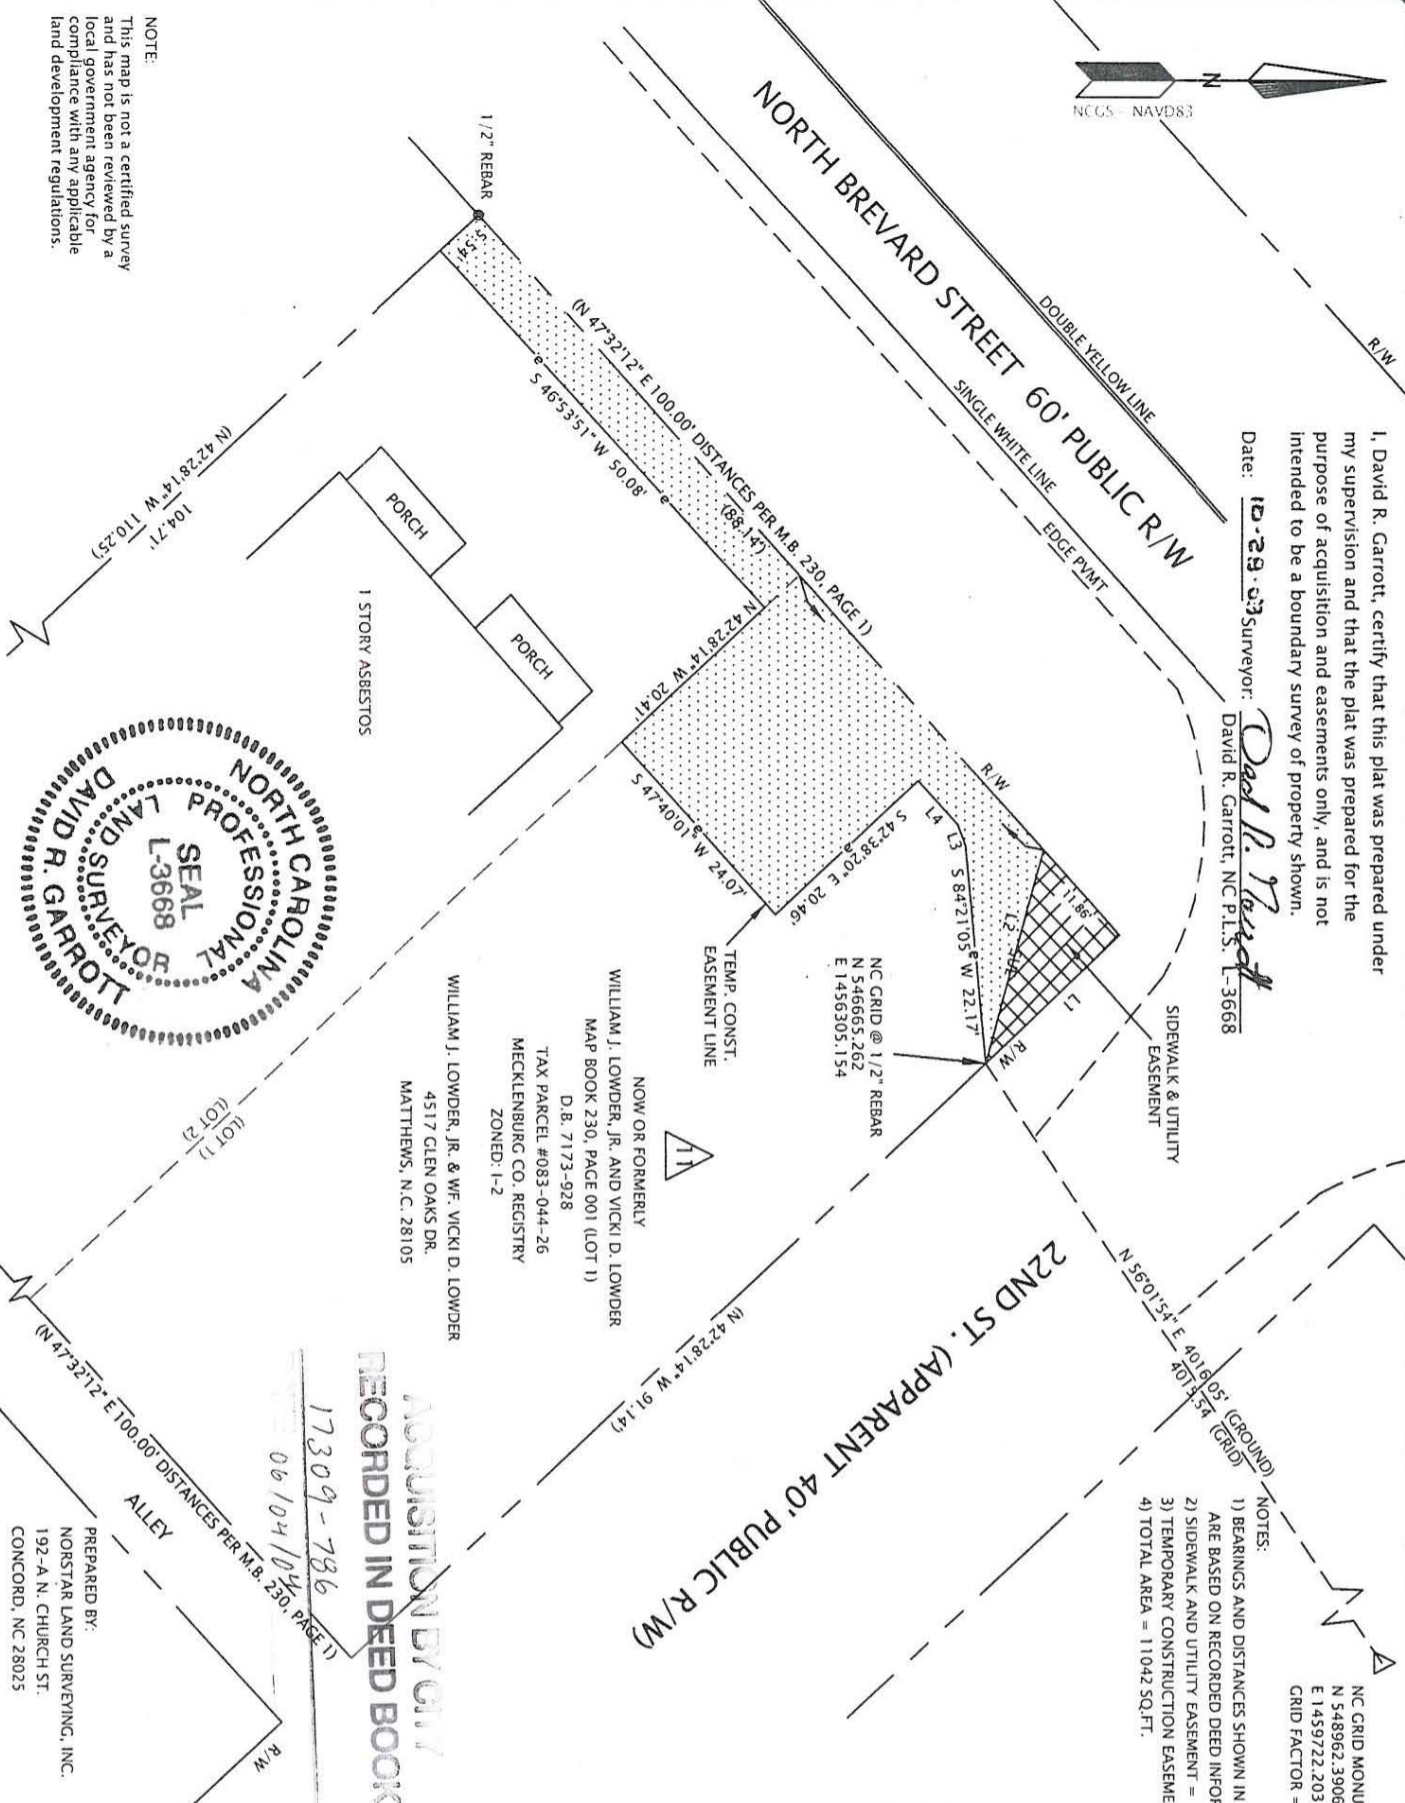 NOTE:
This map is not a certified survey
and has not been reviewed by a
local government agency for
compliance with any applicable
land development regulations.
N
NCGS - NAVD83
I, David R. Garrott, certify that this plat was prepared under
my supervision and that the plat was prepared for the
purpose of acquisition and easements only, and is not
intended to be a boundary survey of property shown.
Date: 10-29-03 Surveyor:
David R. Garrott, NC P.L.S. L-3668
R/W
NORTH BREVARD STREET 60' PUBLIC R/W
DOUBLE YELLOW LINE
SINGLE WHITE LINE
EDGE PVMT
1/2" REBAR
5.54'
(N 47°32'12" E 100.00' DISTANCES PER M.B. 230, PAGE 1)
(88.14')
e
S 46°53'51" W 50.08'
e
N 42°28'14" W 20.41'
S 47°40'01" W 24.07'
e
S 42°38'20" E 20.46'
e
L4
L3
S 84°21'05" W 22.17'
e
R/W
11.86'
L2
SUE
L1
R/W
SIDEWALK & UTILITY
EASEMENT
TEMP. CONST.
EASEMENT LINE
NC GRID @ 1/2" REBAR
N 546665.262
E 1456305.154
(N 42°28'14" W 110.25')
104.71'
PORCH
PORCH
1 STORY ASBESTOS
NORTH CAROLINA
PROFESSIONAL
SEAL
L-3668
LAND SURVEYOR
DAVID R. GARROTT
(LOT 1)
(LOT 2)
11
NOW OR FORMERLY
WILLIAM J. LOWDER, JR. AND VICKI D. LOWDER
MAP BOOK 230, PAGE 001 (LOT 1)
D.B. 7173-928
TAX PARCEL #083-044-26
MECKLENBURG CO. REGISTRY
ZONED: I-2
WILLIAM J. LOWDER, JR. & WF. VICKI D. LOWDER
4517 GLEN OAKS DR.
MATTHEWS, N.C. 28105
(N 42°28'14" W 91.14')
22ND ST. (APPARENT 40' PUBLIC R/W)
N 56°01'54" E 4016.05' (GROUND)
4015.54 (GRID)
NC GRID MONU
N 548962.3906
E 1459722.203
GRID FACTOR =
NOTES:
1) BEARINGS AND DISTANCES SHOWN IN
ARE BASED ON RECORDED DEED INFOR
2) SIDEWALK AND UTILITY EASEMENT =
3) TEMPORARY CONSTRUCTION EASEME
4) TOTAL AREA = 11042 SQ.FT.
ACQUISITION BY CITY
RECORDED IN DEED BOOK
17309-786
06/04/04
(N 47°32'12" E 100.00' DISTANCES PER M.B. 230, PAGE 1)
ALLEY
R/W
PREPARED BY:
NORSTAR LAND SURVEYING, INC.
192-A N. CHURCH ST.
CONCORD, NC 28025